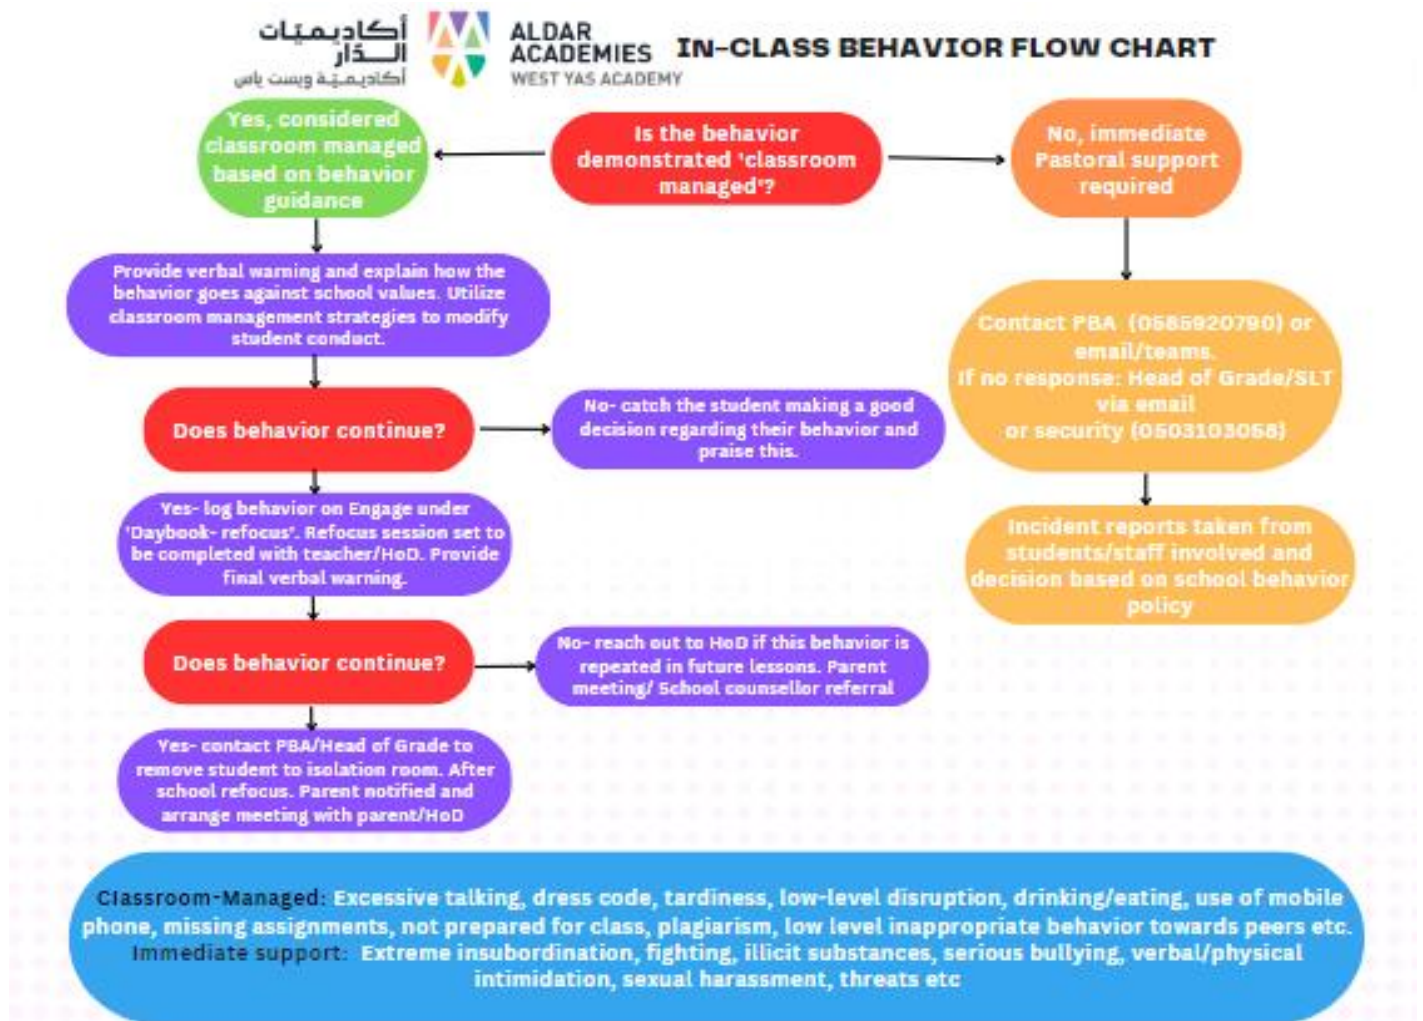 أكاديميّات
الــدّار
أكاديـمـيّـة ويست ياس
ALDAR
ACADEMIES
WEST YAS ACADEMY
IN-CLASS BEHAVIOR FLOW CHART
Yes, considered
classroom managed
based on behavior
guidance
Is the behavior
demonstrated 'classroom
managed'?
No, immediate
Pastoral support
required
Provide verbal warning and explain how the
behavior goes against school values. Utilize
classroom management strategies to modify
student conduct.
Contact PBA (0585920790) or
email/teams.
If no response: Head of Grade/SLT
via email
or security (0503103058)
Does behavior continue?
No- catch the student making a good
decision regarding their behavior and
praise this.
Yes- log behavior on Engage under
'Daybook- refocus'. Refocus session set to
be completed with teacher/HoD. Provide
final verbal warning.
Incident reports taken from
students/staff involved and
decision based on school behavior
policy
Does behavior continue?
No- reach out to HoD if this behavior is
repeated in future lessons. Parent
meeting/ School counsellor referral
Yes- contact PBA/Head of Grade to
remove student to isolation room. After
school refocus. Parent notified and
arrange meeting with parent/HoD
Classroom-Managed: Excessive talking, dress code, tardiness, low-level disruption, drinking/eating, use of mobile
phone, missing assignments, not prepared for class, plagiarism, low level inappropriate behavior towards peers etc.
Immediate support: Extreme insubordination, fighting, illicit substances, serious bullying, verbal/physical
intimidation, sexual harassment, threats etc